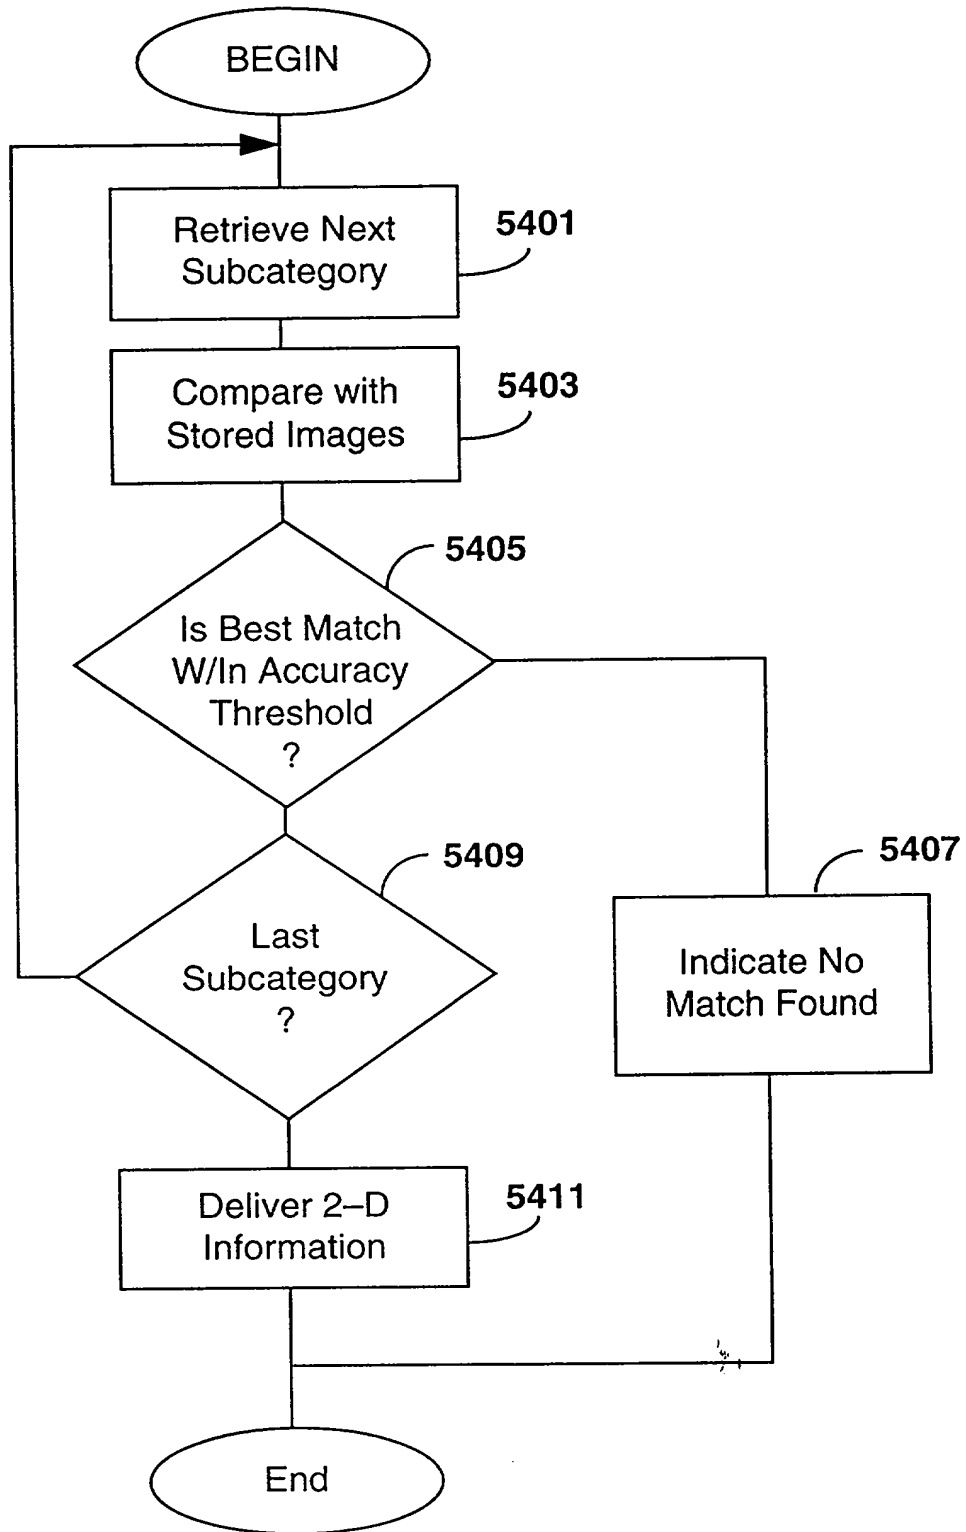 BEGIN
Retrieve Next
Subcategory
5401
Compare with
Stored Images
5403
5405
Is Best Match
W/In Accuracy
Threshold
?
5409
Last
Subcategory
?
5407
Indicate No
Match Found
Deliver 2–D
Information
5411
End